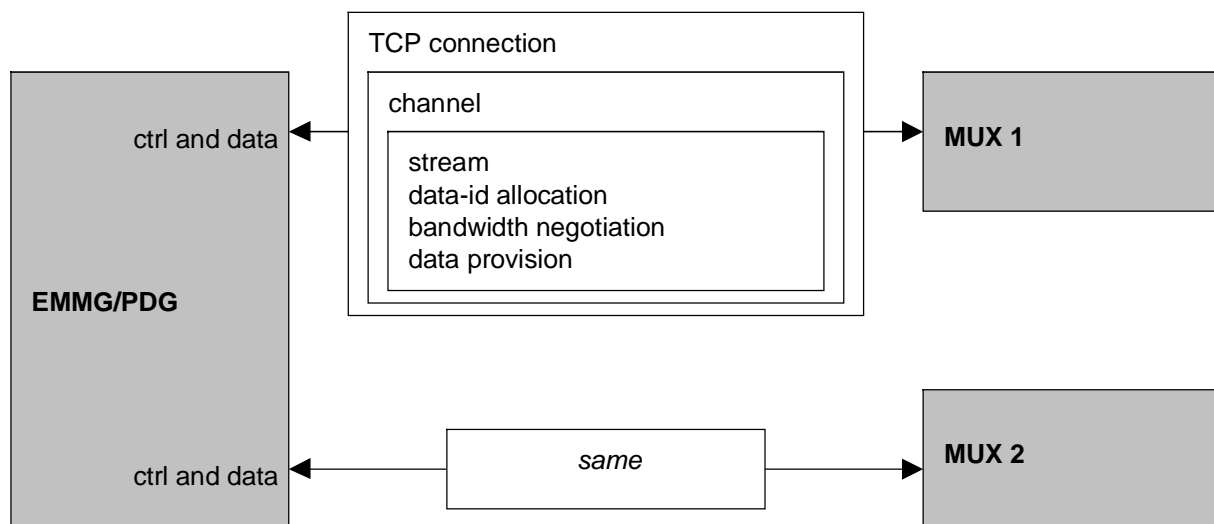 TCP connection
channel
ctrl and data
MUX 1
stream
data-id allocation
bandwidth negotiation
data provision
EMMG/PDG
same
MUX 2
ctrl and data